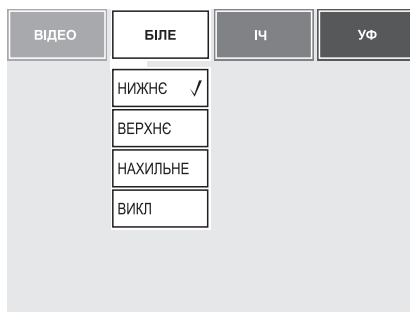 ВІДЕО БІЛЕ ІЧ УФ
НИЖНЄ ✓
ВЕРХНЄ
НАХИЛЬНЕ
ВИКЛ